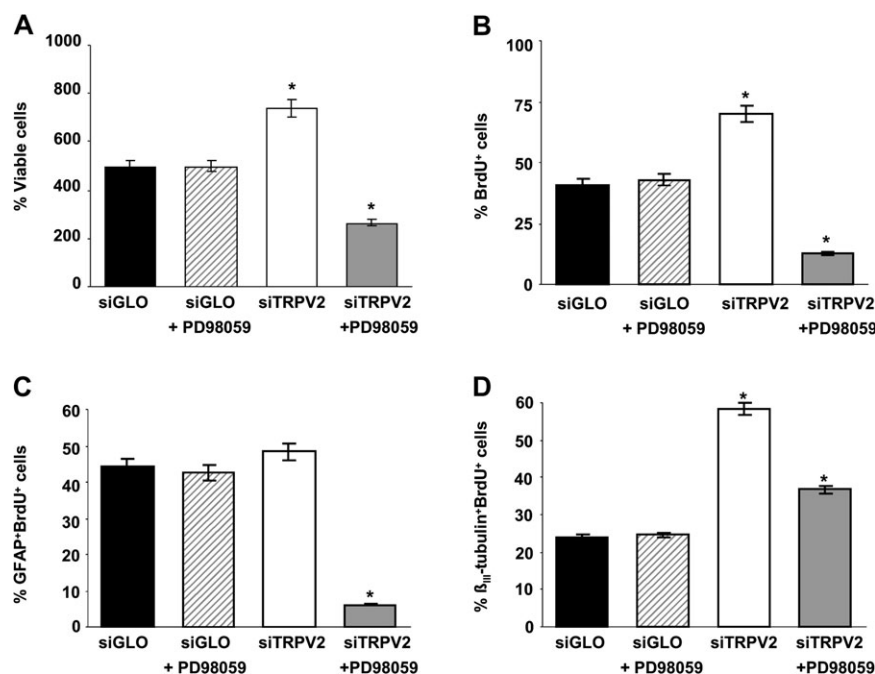 A
1000
800
600
400
200
0
% Viable cells
*
*
siGLO siGLO siTRPV2 siTRPV2
+ PD98059 +PD98059
B
100
75
50
25
0
% BrdU⁺ cells
*
*
siGLO siGLO siTRPV2 siTRPV2
+ PD98059 +PD98059
C
60
50
40
30
20
10
0
% GFAP⁺BrdU⁺ cells
*
siGLO siGLO siTRPV2 siTRPV2
+ PD98059 +PD98059
D
60
50
40
30
20
10
0
% ßIII-tubulin⁺BrdU⁺ cells
*
*
siGLO siGLO siTRPV2 siTRPV2
+ PD98059 +PD98059